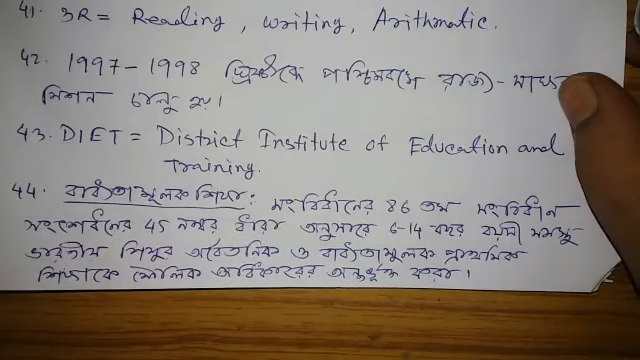 41. 3R = Reading, Writing, Arithmatic.
42. 1997-1998 খ্রিষ্টাব্দে পশ্চিমবঙ্গে রাজ্য-সাক্ষরতা
মিশন চালু হয়।
43. DIET = District Institute of Education and
Training.
44. বাধ্যতামূলক শিক্ষা: সংবিধানের 86 তম সংবিধান
সংশোধনের 45 নম্বর ধারা অনুসারে 6-14 বছর বয়সী সমস্ত
ভারতীয় শিশুর অবৈতনিক ও বাধ্যতামূলক প্রাথমিক
শিক্ষাকে মৌলিক অধিকারের অন্তর্ভুক্ত করা।